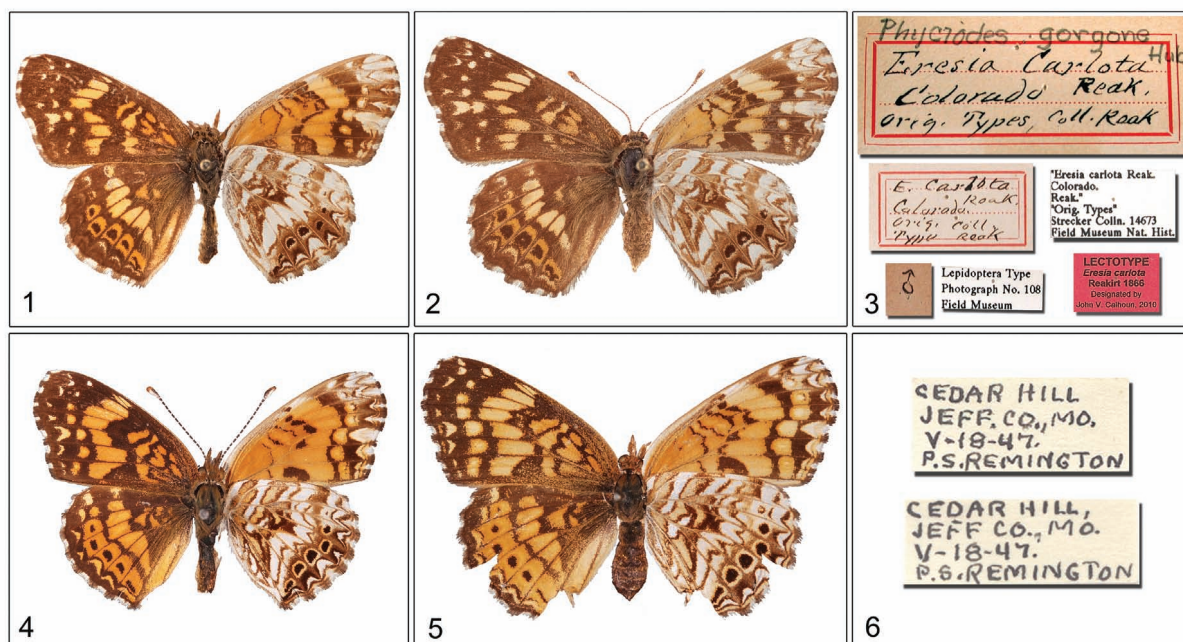 1
2
Phyciodes gorgone
Hub
Eresia Carlota
Colorado Reak.
Orig. Types, Coll. Reak
E. Carlota
Reak.
Colorado.
Orig. Coll.
Type Reak
"Eresia carlota Reak.
Colorado.
Reak."
"Orig. Types"
Strecker Colln. 14673
Field Museum Nat. Hist.
♂
Lepidoptera Type
Photograph No. 108
Field Museum
LECTOTYPE
Eresia carlota
Reakirt 1866
Designated by
John V. Calhoun, 2010
3
4
5
CEDAR HILL
JEFF. CO., MO.
V-18-47.
P.S. REMINGTON
CEDAR HILL,
JEFF CO., MO.
V-18-47.
P.S. REMINGTON
6